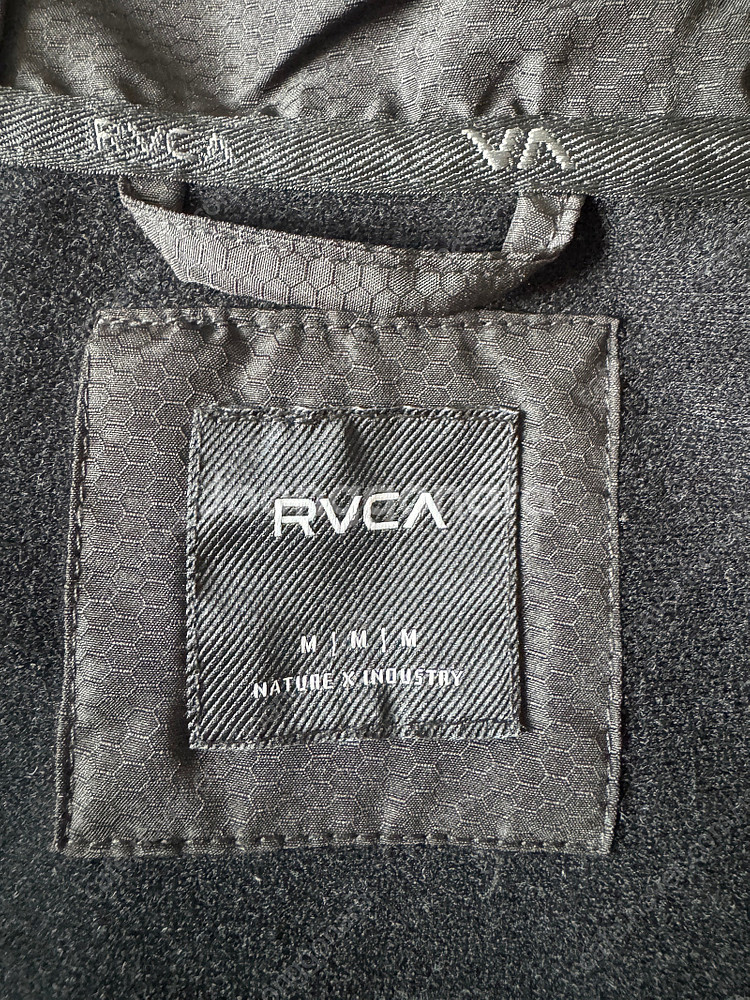 RVCA VA
RVCA
M | M | M
NATURE X INDUSTRY